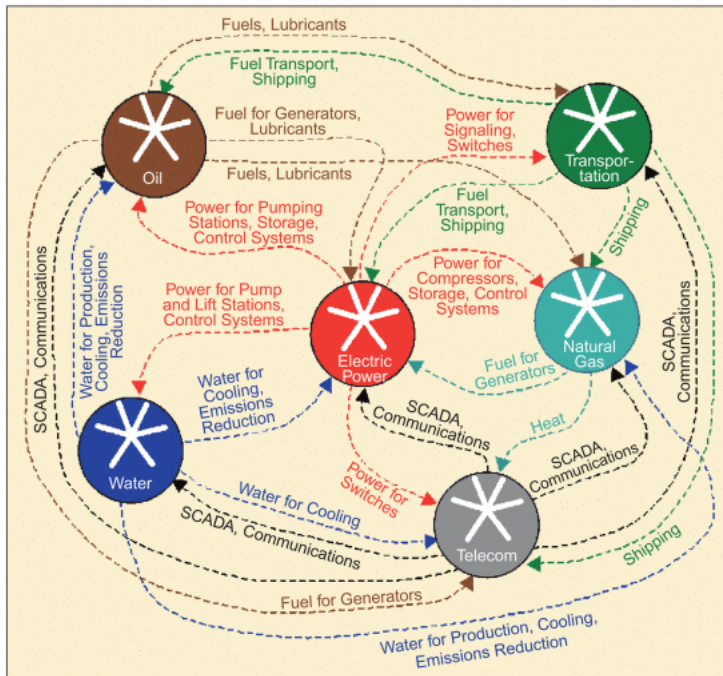 Fuels, Lubricants
Fuel Transport,
Shipping
Fuel for Generators,
Lubricants
Power for
Signaling,
Switches
Transpor-
tation
Oil
Fuels, Lubricants
Fuel
Transport,
Shipping
Shipping
Power for Pumping
Stations, Storage,
Control Systems
Power for
Compressors,
Storage, Control
Systems
SCADA, Communications
Water for Production,
Cooling, Emissions
Reduction
Power for Pump
and Lift Stations,
Control Systems
Electric
Power
Natural
Gas
SCADA,
Communications
Fuel for
Generators
Water for
Cooling,
Emissions
Reduction
SCADA,
Communications
Heat
SCADA,
Communications
Water
Power for
Switches
Water for Cooling
SCADA, Communications
Telecom
Shipping
Fuel for Generators
Water for Production, Cooling,
Emissions Reduction